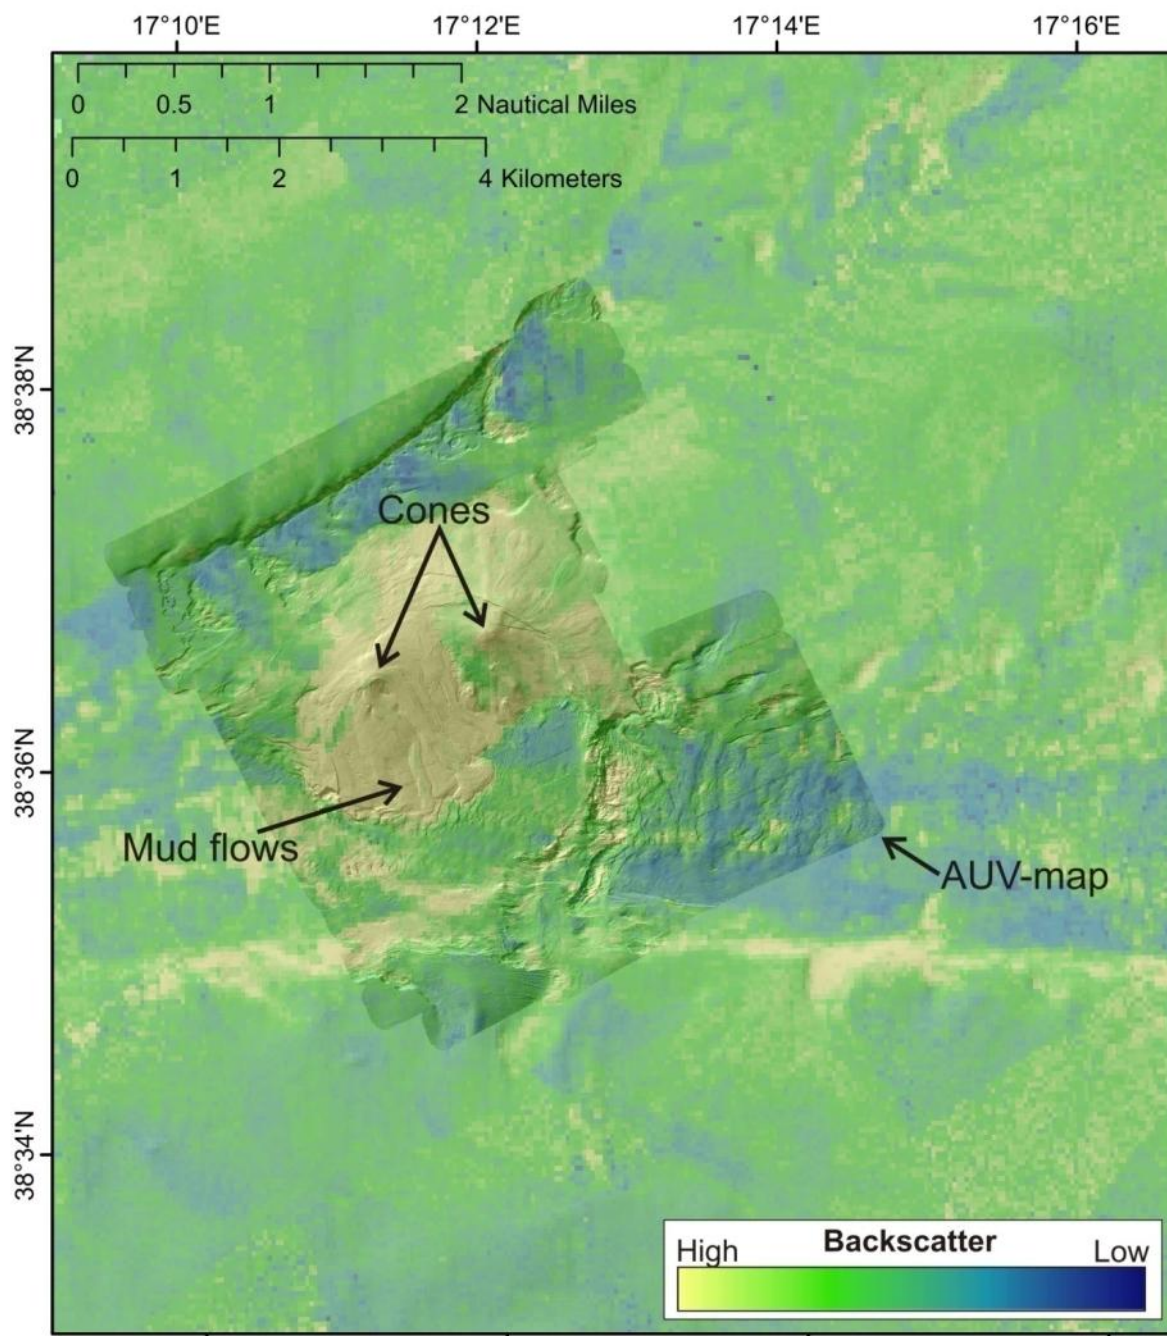 17°10'E 17°12'E 17°14'E 17°16'E
0 0.5 1 2 Nautical Miles
0 1 2 4 Kilometers
38°38'N
Cones
38°36'N
Mud flows
AUV-map
38°34'N
Backscatter
High Low